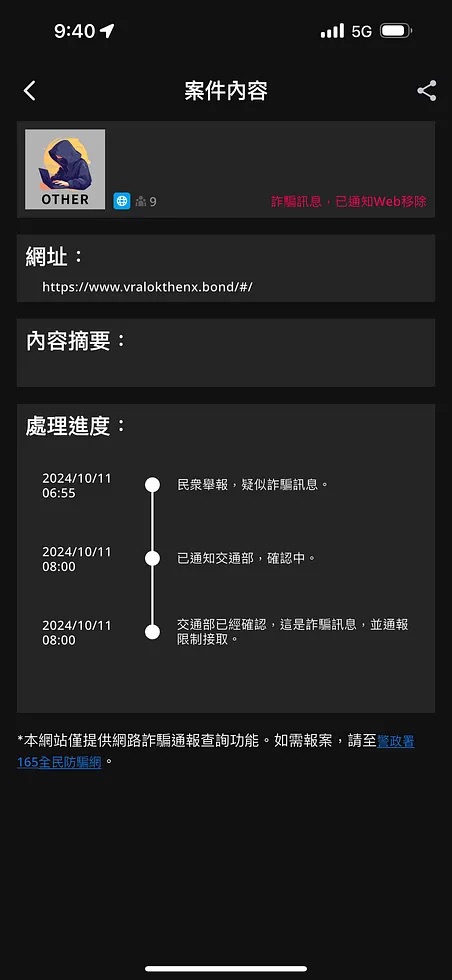 9:40
5G
案件內容
OTHER
9
詐騙訊息，已通知Web移除
網址：
https://www.vralokthenx.bond/#/
內容摘要：
處理進度：
2024/10/11
06:55
民衆舉報，疑似詐騙訊息。
2024/10/11
08:00
已通知交通部，確認中。
2024/10/11
08:00
交通部已經確認，這是詐騙訊息，並通報
限制接取。
*本網站僅提供網路詐騙通報查詢功能。如需報案，請至警政署
165全民防騙網。